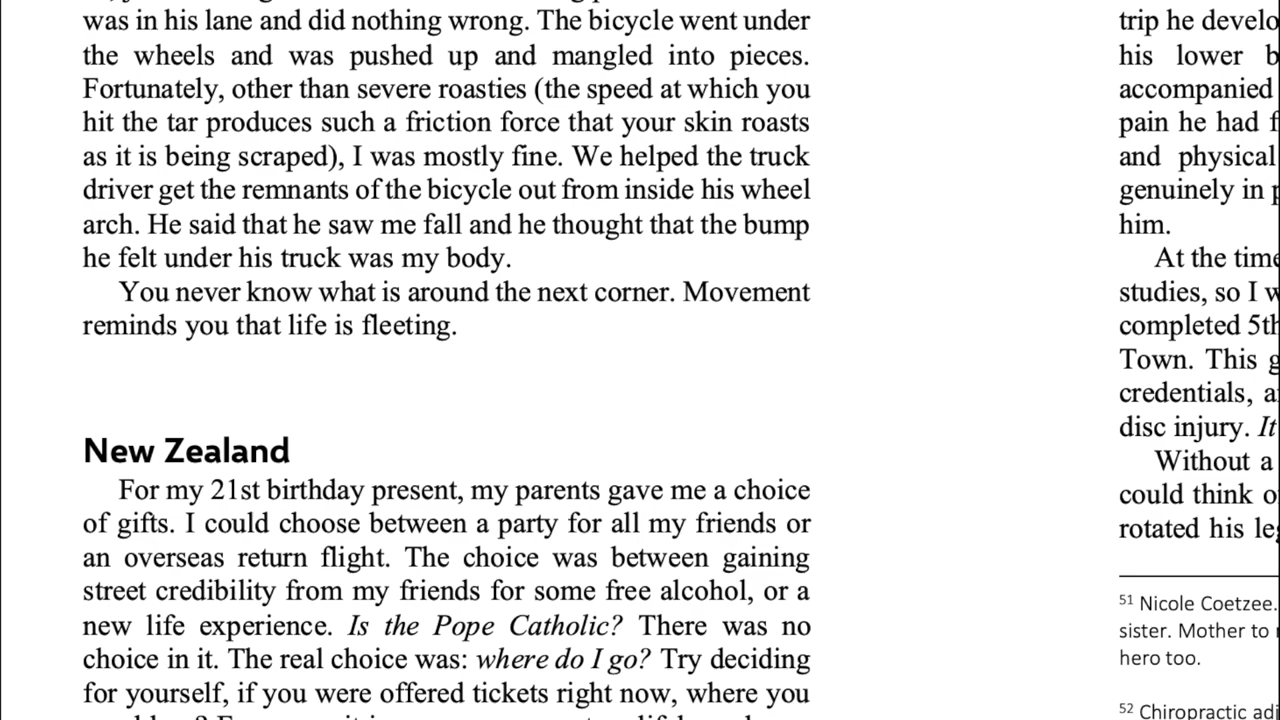 was in his lane and did nothing wrong. The bicycle went under
the wheels and was pushed up and mangled into pieces.
Fortunately, other than severe roasties (the speed at which you
hit the tar produces such a friction force that your skin roasts
as it is being scraped), I was mostly fine. We helped the truck
driver get the remnants of the bicycle out from inside his wheel
arch. He said that he saw me fall and he thought that the bump
he felt under his truck was my body.
You never know what is around the next corner. Movement
reminds you that life is fleeting.
New Zealand
For my 21st birthday present, my parents gave me a choice
of gifts. I could choose between a party for all my friends or
an overseas return flight. The choice was between gaining
street credibility from my friends for some free alcohol, or a
new life experience. Is the Pope Catholic? There was no
choice in it. The real choice was: where do I go? Try deciding
for yourself, if you were offered tickets right now, where you
trip he develo
his lower b
accompanied
pain he had f
and physical
genuinely in p
him.
At the time
studies, so I w
completed 5th
Town. This g
credentials, a
disc injury. It
Without a
could think o
rotated his leg
51 Nicole Coetzee.
sister. Mother to
hero too.
52 Chiropractic adj